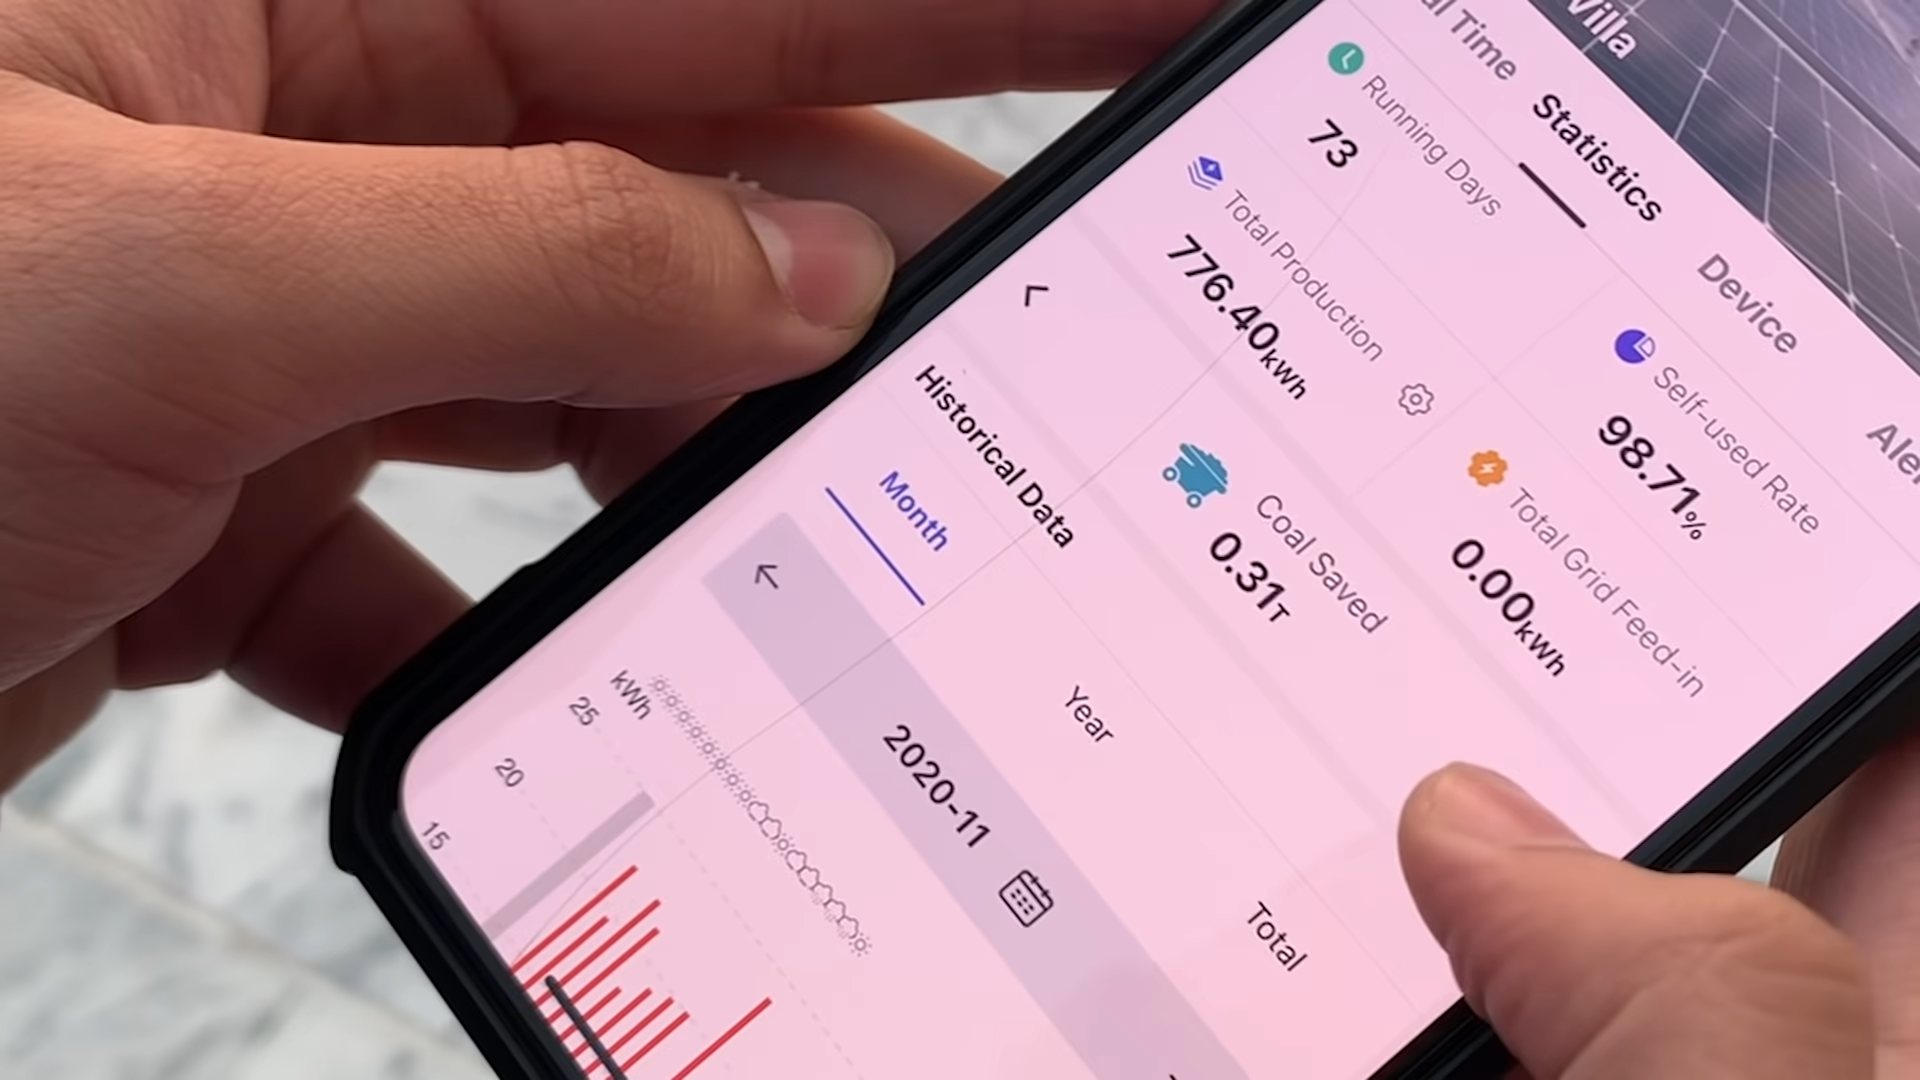 Villa
al Time
Statistics
Device
Ale
Running Days
73
Self-used Rate
98.71%
Total Production
776.40kWh
Total Grid Feed-in
0.00kWh
Coal Saved
0.31T
Historical Data
Month
Year
Total
2020-11
kWh
25
20
15